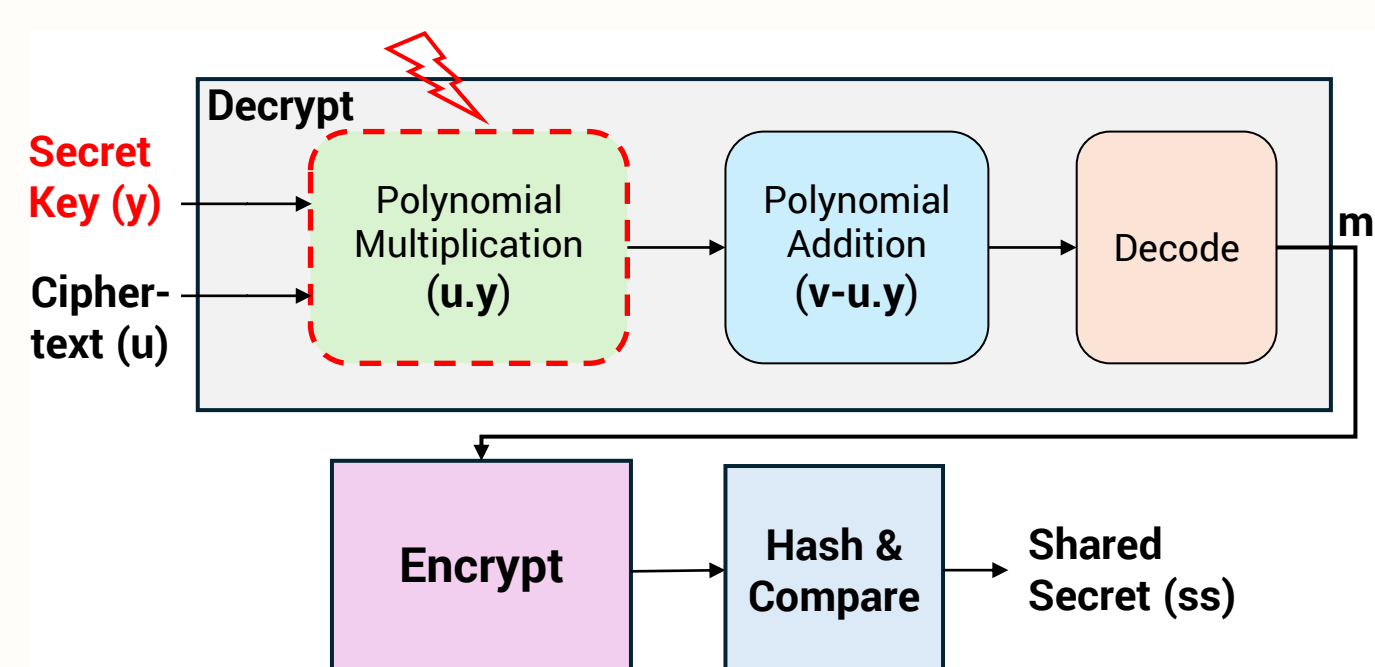 Decrypt
Secret
Key (y)
Cipher-
text (u)
Polynomial
Multiplication
(u.y)
Polynomial
Addition
(v-u.y)
Decode
m
Encrypt
Hash &
Compare
Shared
Secret (ss)